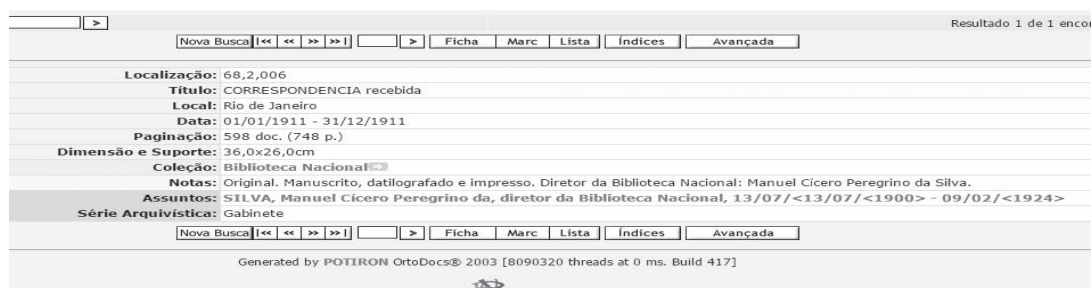 > Resultado 1 de 1 encor
Nova Busca |<< << >> >>| > Ficha Marc Lista Índices Avançada
Localização: 68,2,006
Título: CORRESPONDENCIA recebida
Local: Rio de Janeiro
Data: 01/01/1911 - 31/12/1911
Paginação: 598 doc. (748 p.)
Dimensão e Suporte: 36,0x26,0cm
Coleção: Biblioteca Nacional
Notas: Original. Manuscrito, datilografado e impresso. Diretor da Biblioteca Nacional: Manuel Cícero Peregrino da Silva.
Assuntos: SILVA, Manuel Cícero Peregrino da, diretor da Biblioteca Nacional, 13/07/<13/07/<1900> - 09/02/<1924>
Série Arquivística: Gabinete
Nova Busca |<< << >> >>| > Ficha Marc Lista Índices Avançada
Generated by POTIRON OrtoDocs® 2003 [8090320 threads at 0 ms. Build 417]